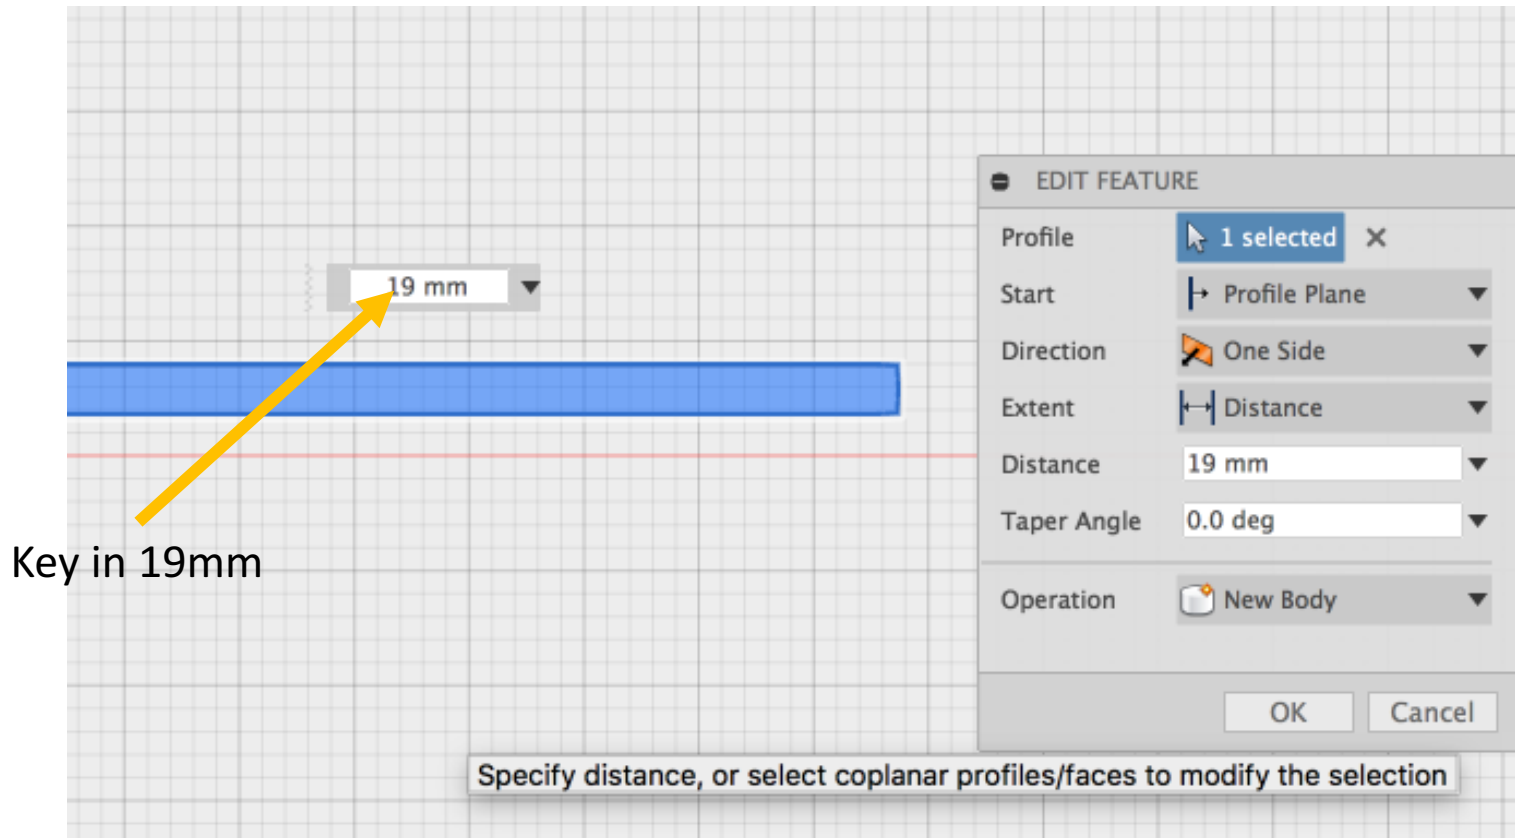 EDIT FEATURE
Profile 1 selected
Start Profile Plane
19 mm
Direction One Side
Extent Distance
Distance 19 mm
Taper Angle 0.0 deg
Key in 19mm
Operation New Body
OK Cancel
Specify distance, or select coplanar profiles/faces to modify the selection